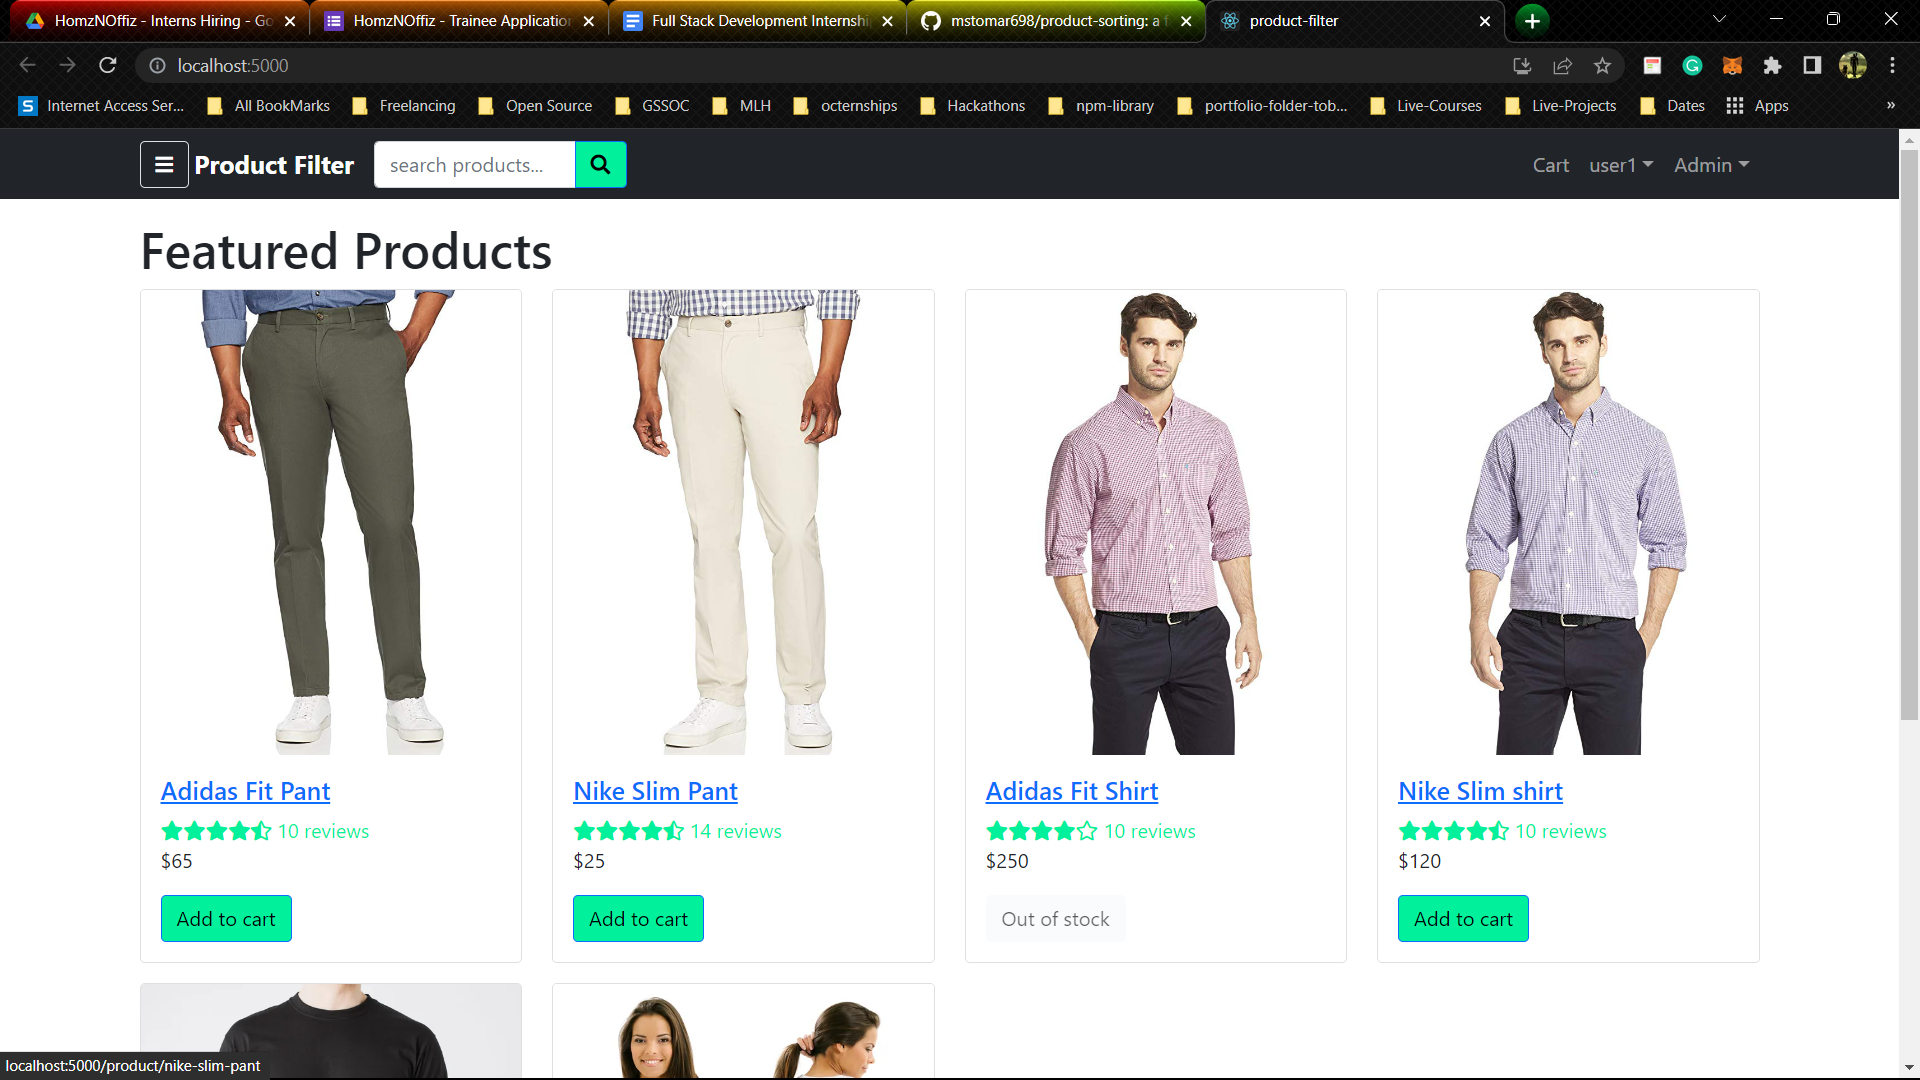 HomzNOffiz - Interns Hiring - Go
HomzNOffiz - Trainee Application
Full Stack Development Internshi
mstomar698/product-sorting: a f
product-filter
localhost:5000
Internet Access Ser...
All BookMarks
Freelancing
Open Source
GSSOC
MLH
octernships
Hackathons
npm-library
portfolio-folder-tob...
Live-Courses
Live-Projects
Dates
Apps
»
Product Filter
search products...
Cart
user1
Admin
Featured Products
Adidas Fit Pant
10 reviews
$65
Add to cart
Nike Slim Pant
14 reviews
$25
Add to cart
Adidas Fit Shirt
10 reviews
$250
Out of stock
Nike Slim shirt
10 reviews
$120
Add to cart
localhost:5000/product/nike-slim-pant